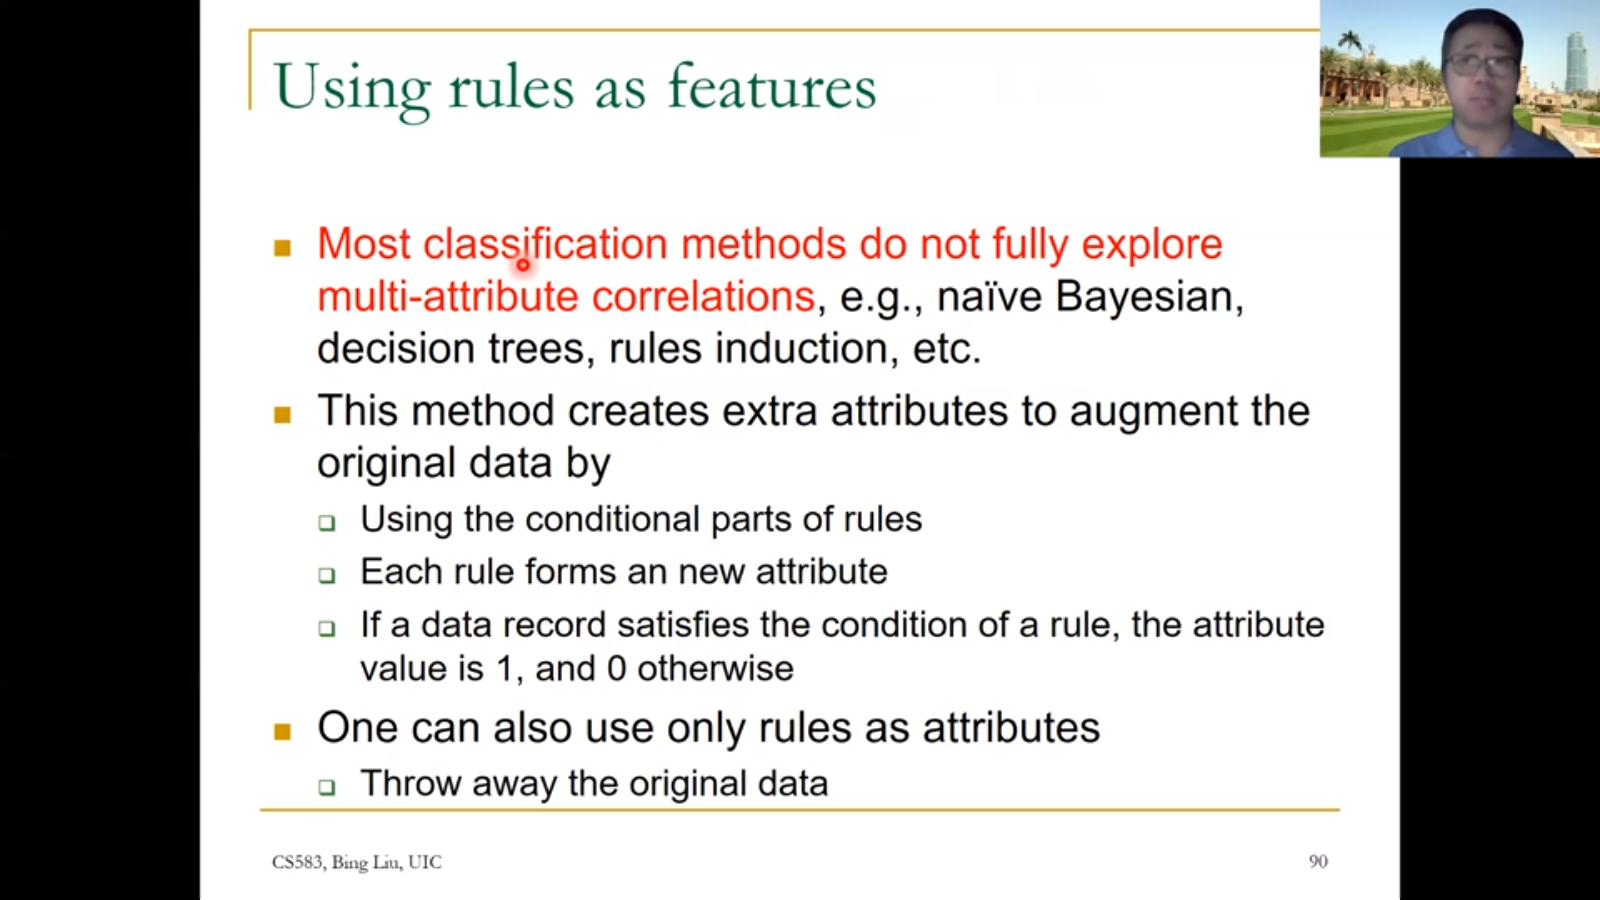 Using rules as features
Most classification methods do not fully explore
multi-attribute correlations, e.g., naïve Bayesian,
decision trees, rules induction, etc.
This method creates extra attributes to augment the
original data by
Using the conditional parts of rules
Each rule forms an new attribute
If a data record satisfies the condition of a rule, the attribute
value is 1, and 0 otherwise
One can also use only rules as attributes
Throw away the original data
CS583, Bing Liu, UIC
90